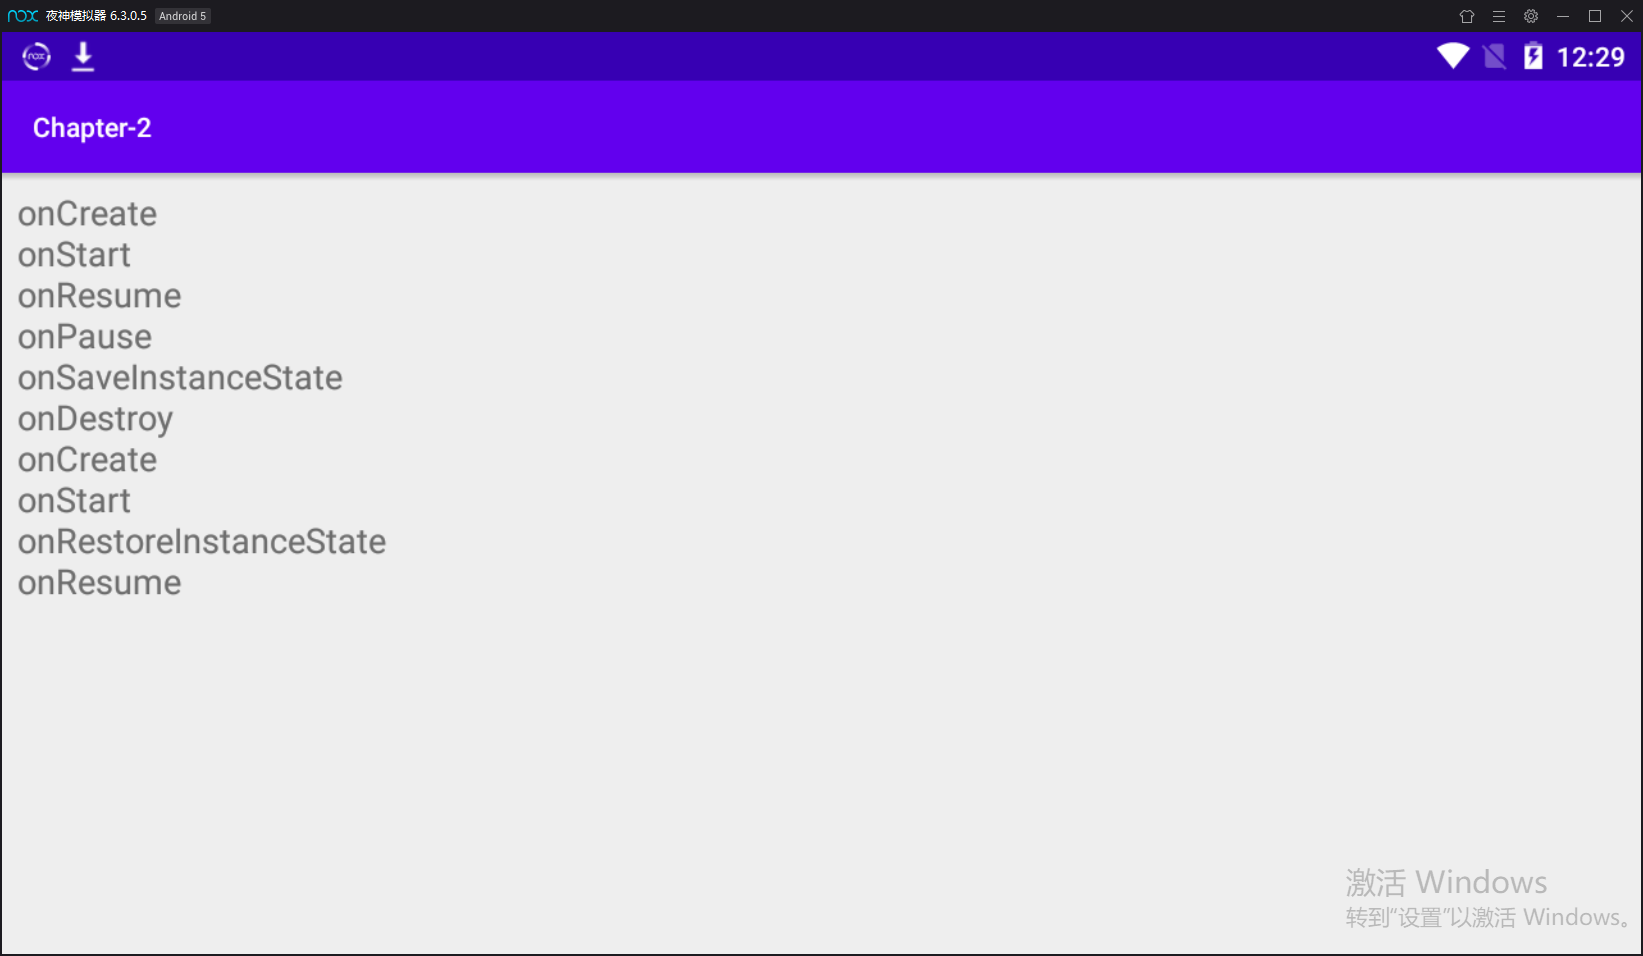 nox 夜神模拟器 6.3.0.5 Android 5
nox 12:29
Chapter-2
onCreate
onStart
onResume
onPause
onSaveInstanceState
onDestroy
onCreate
onStart
onRestoreInstanceState
onResume
激活 Windows
转到“设置”以激活 Windows。